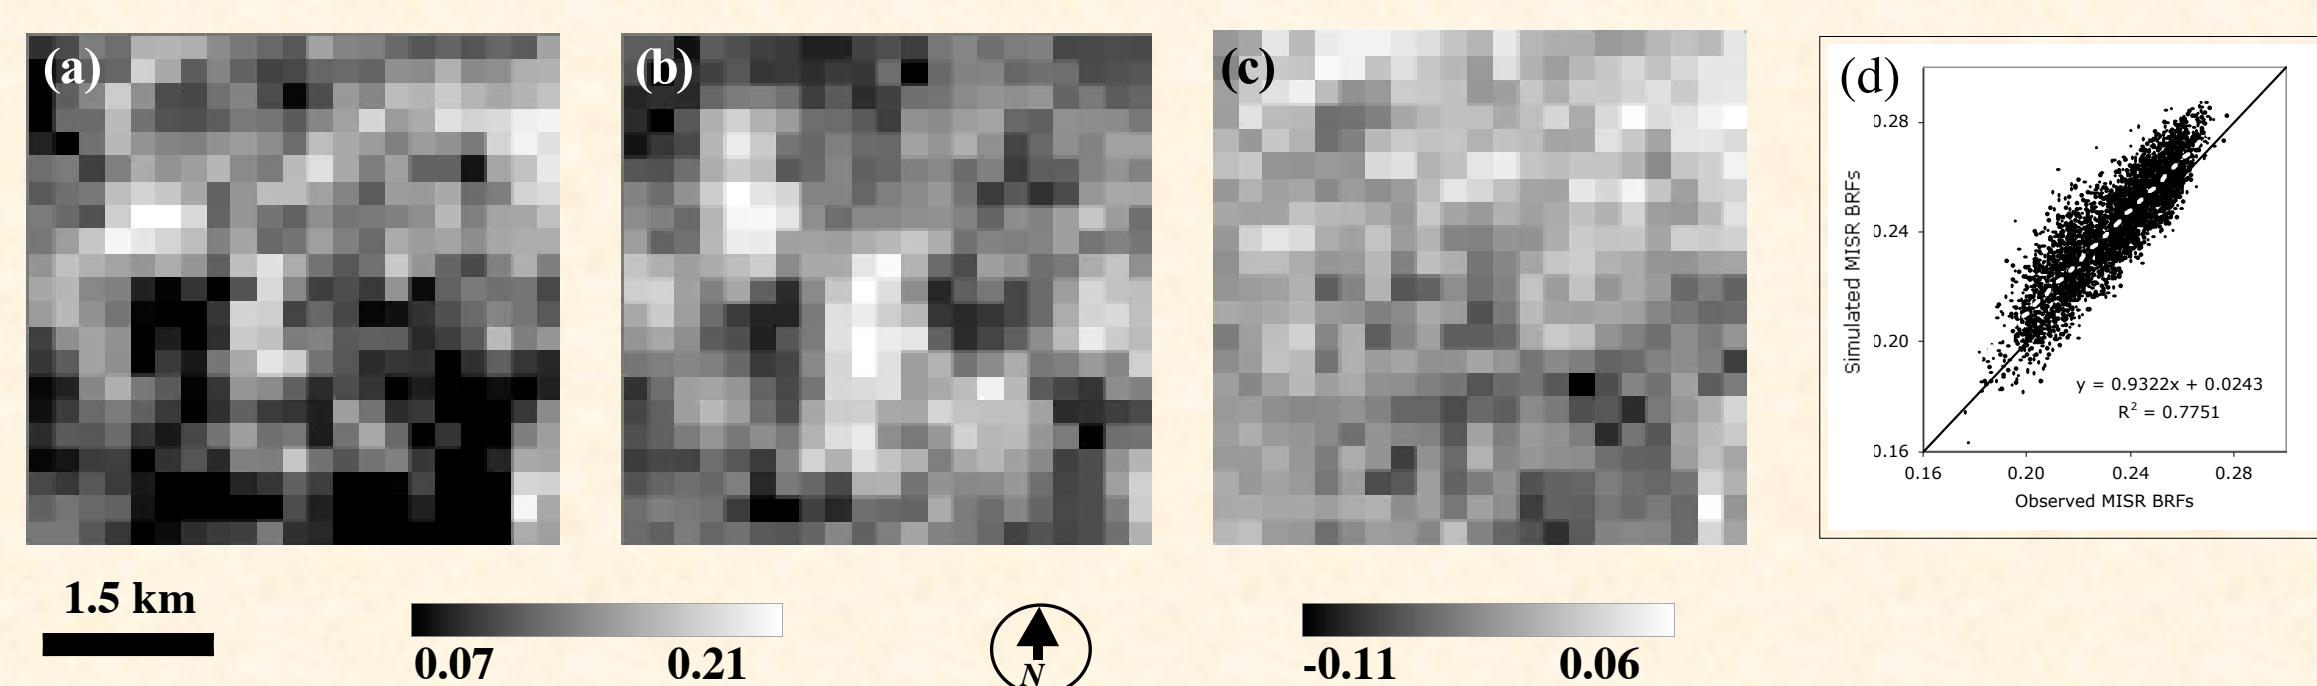 (a)
(b)
(c)
(d)
0.28
0.24
0.20
0.16
Simulated MISR BRFs
y = 0.9322x + 0.0243
R² = 0.7751
0.16 0.20 0.24 0.28
Observed MISR BRFs
1.5 km
0.07 0.21
N
-0.11 0.06